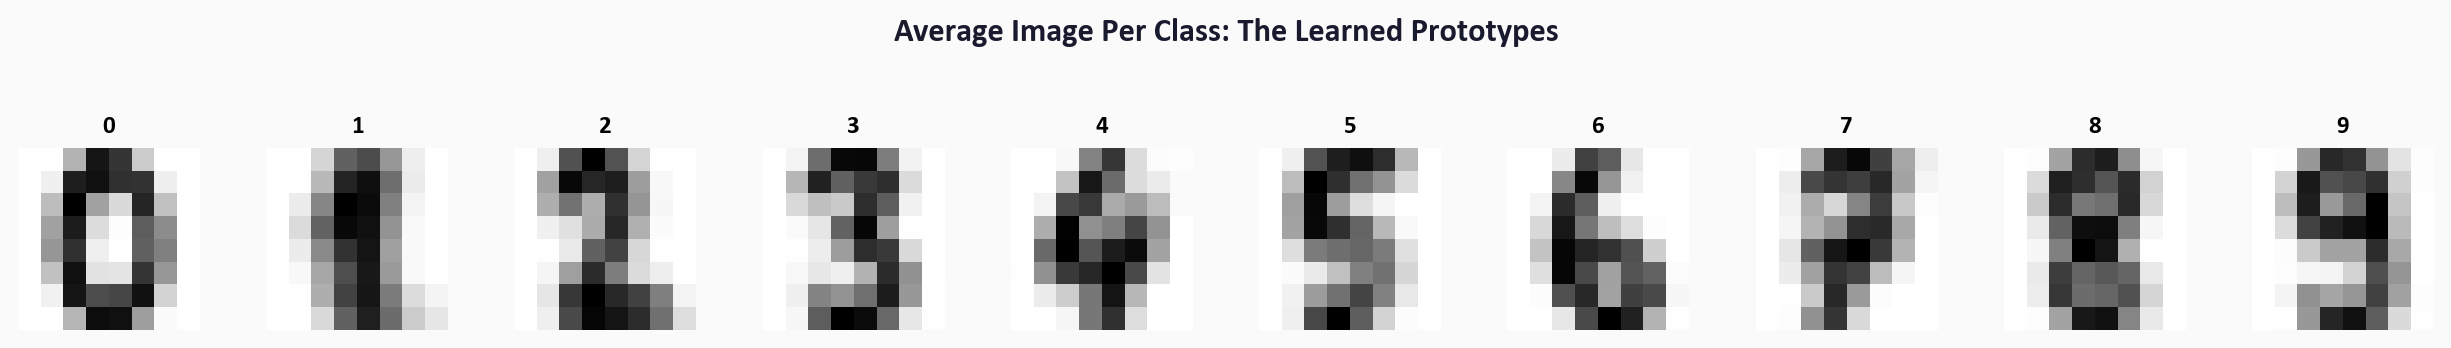 Average Image Per Class: The Learned Prototypes
0 1 2 3 4 5 6 7 8 9